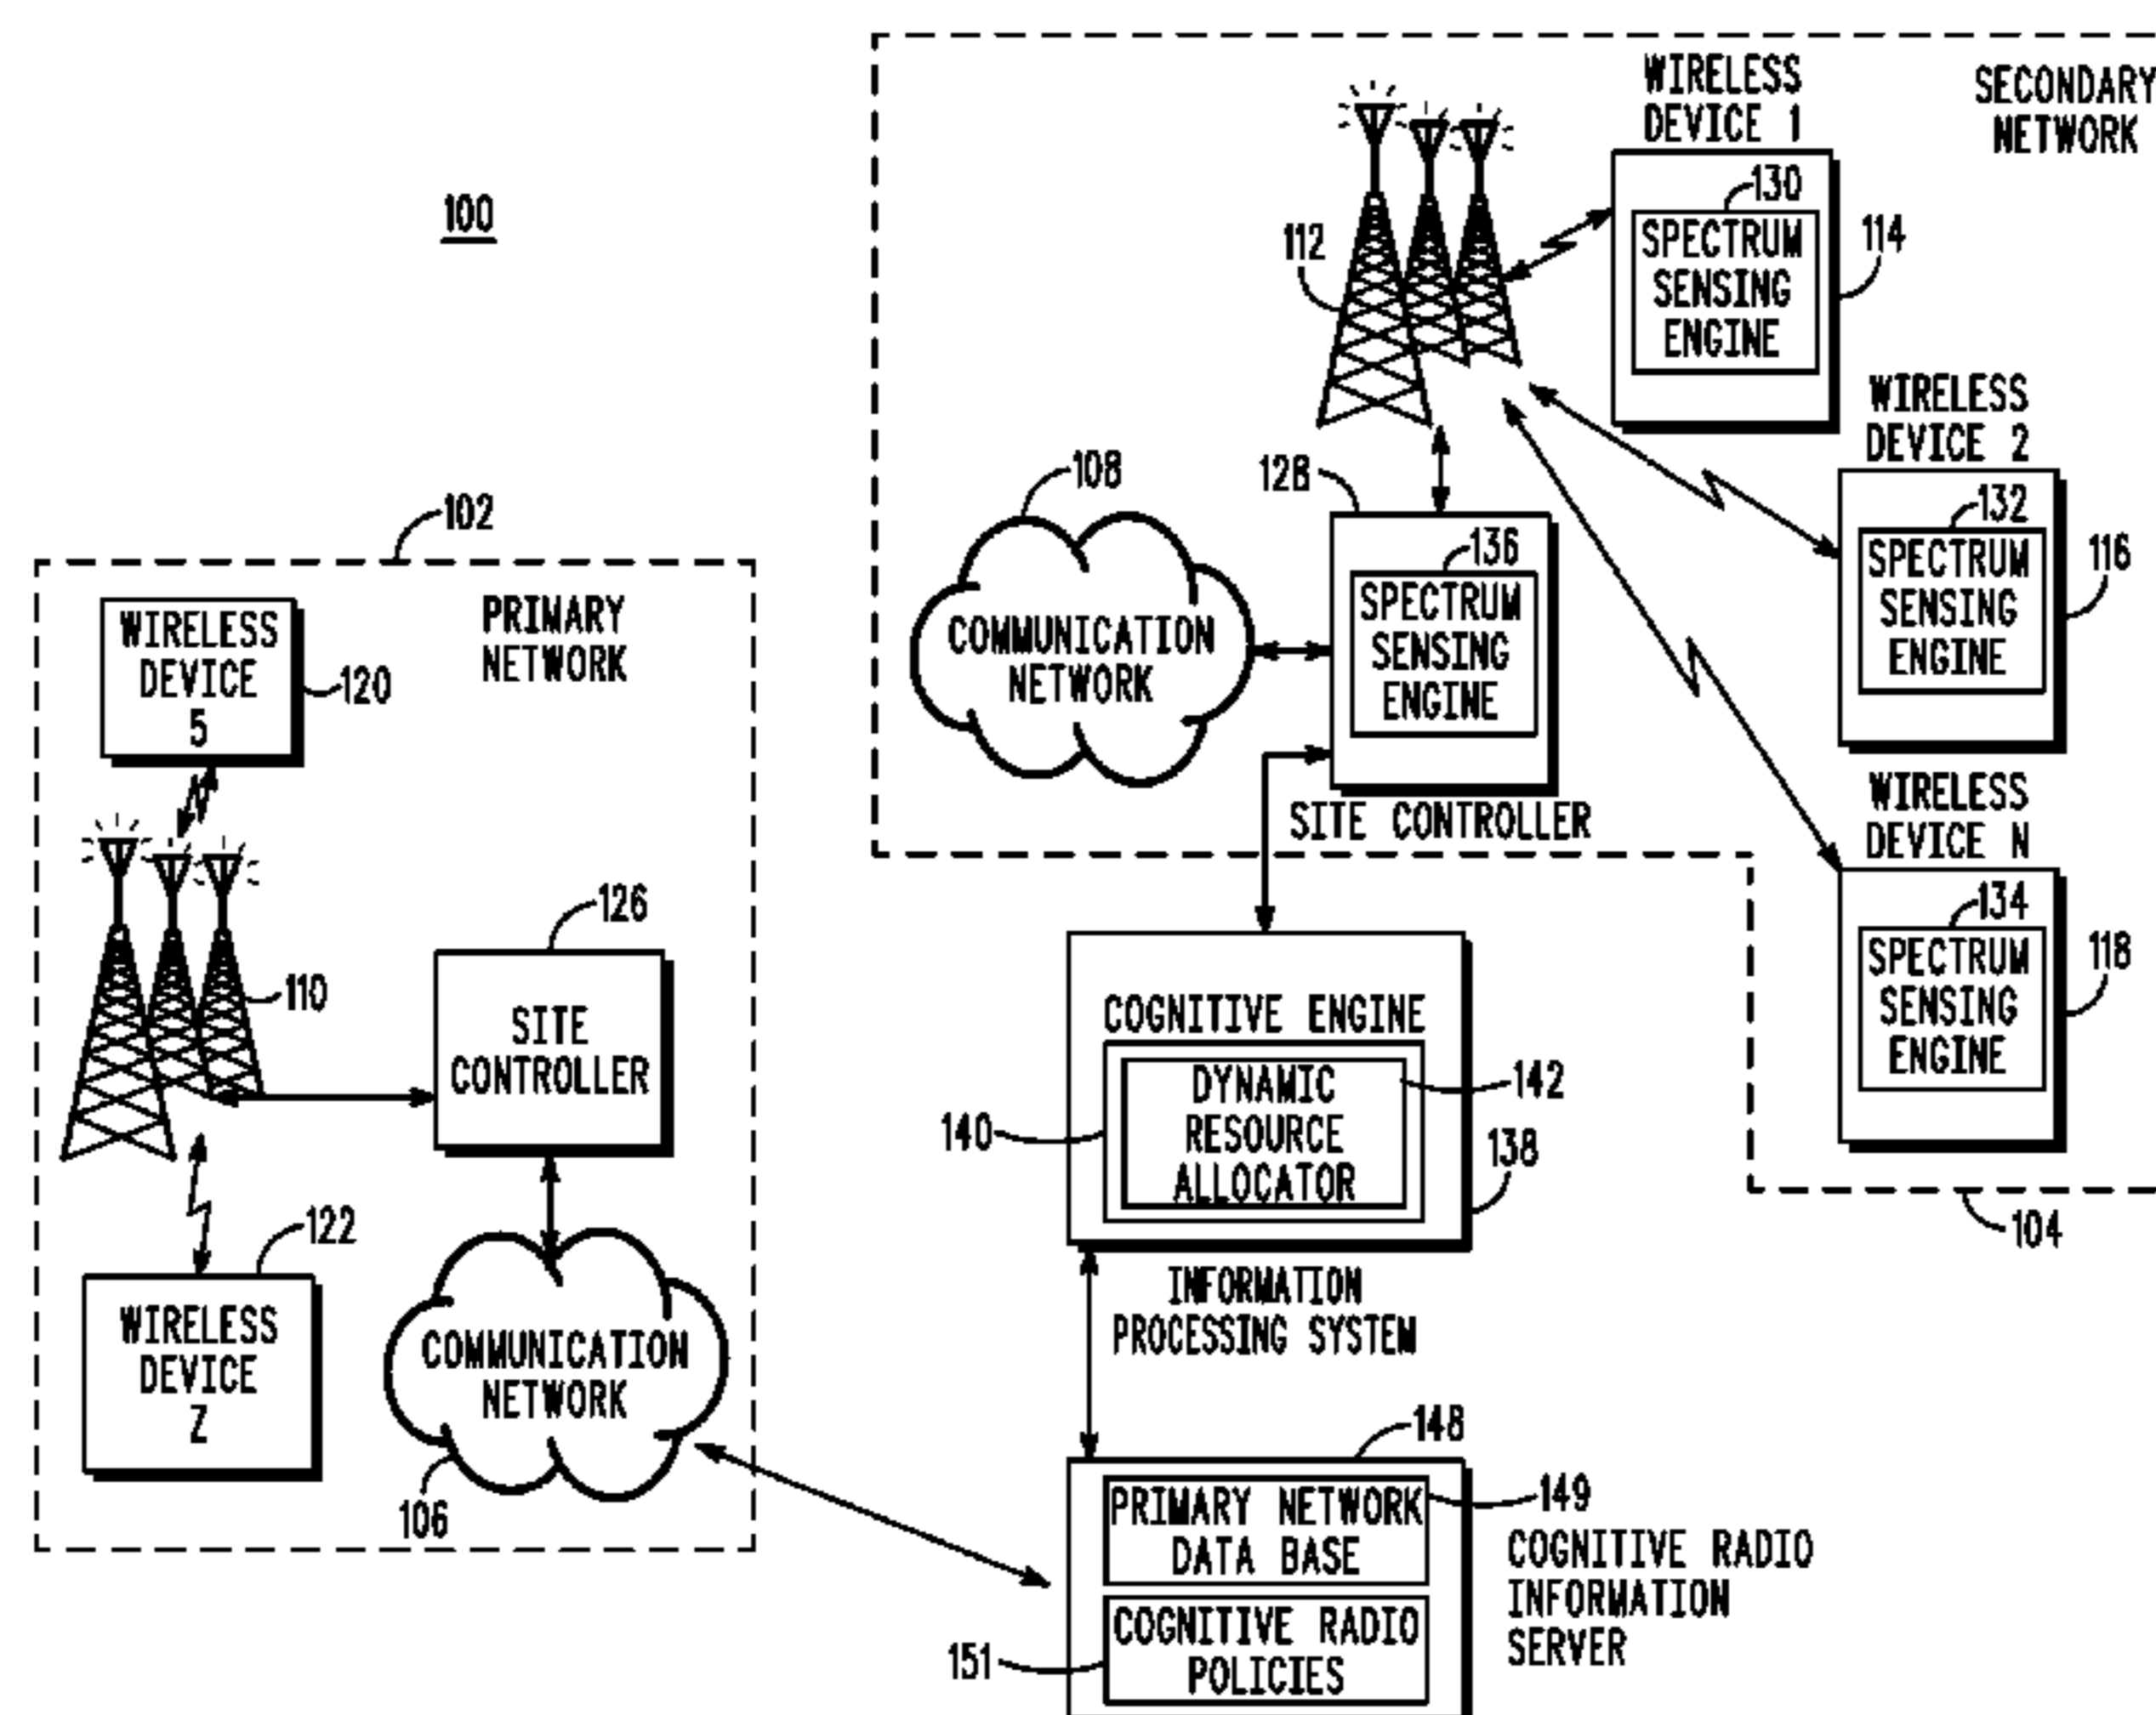 100
SECONDARY
NETWORK
WIRELESS
DEVICE 1
130
SPECTRUM
SENSING
ENGINE
114
112
WIRELESS
DEVICE 2
132
SPECTRUM
SENSING
ENGINE
116
WIRELESS
DEVICE N
134
SPECTRUM
SENSING
ENGINE
118
104
108
COMMUNICATION
NETWORK
128
136
SPECTRUM
SENSING
ENGINE
SITE CONTROLLER
102
PRIMARY
NETWORK
WIRELESS
DEVICE
5
120
110
126
SITE
CONTROLLER
122
WIRELESS
DEVICE
Z
COMMUNICATION
NETWORK
106
COGNITIVE ENGINE
DYNAMIC
RESOURCE
ALLOCATOR
142
140
138
INFORMATION
PROCESSING SYSTEM
148
PRIMARY NETWORK
DATA BASE
149
COGNITIVE RADIO
POLICIES
151
COGNITIVE RADIO
INFORMATION
SERVER